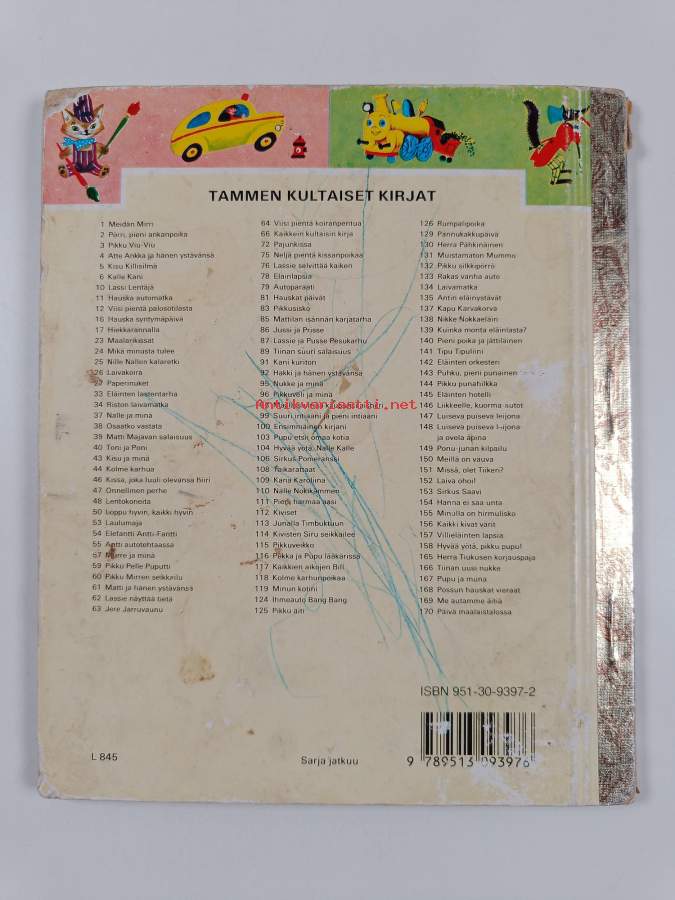 TAMMEN KULTAISET KIRJAT
1 Meidän Mirri
2 Pörri, pieni ankanpoika
3 Pikku Viu-Viu
4 Atte Ankka ja hänen ystävänsä
5 Kisu Killisilmä
6 Kalle Kani
10 Lassi Lentäjä
11 Hauska automatka
12 Viisi pientä palosotilasta
16 Hauska syntymäpäivä
17 Hiekkarannalla
23 Maalarikissat
24 Mikä minusta tulee
25 Nille Nallen kalaretki
26 Laivakoira
29 Paperinuket
33 Eläinten lastentarha
34 Riston laivamatka
37 Nalle ja minä
38 Osaatko vastata
39 Matti Majavan salaisuus
40 Toni ja Poni
43 Kisu ja minä
44 Kolme karhua
46 Kissa, joka luuli olevansa hiiri
47 Onnellinen perhe
48 Lentokoneita
50 Loppu hyvin, kaikki hyvin
53 Laulumaja
54 Elefantti Antti-Fantti
55 Antti autotehtaassa
57 Murre ja minä
59 Pikku Pelle Puputti
60 Pikku Mirren seikkailu
61 Matti ja hänen ystävänsä
62 Lassie näyttää tietä
63 Jere Jarruvaunu
64 Viisi pientä koiranpentua
66 Kaikkein kultaisin kirja
72 Pajunkissa
75 Neljä pientä kissanpoikaa
76 Lassie selvittää kaiken
78 Eläinlapsia
79 Autoparaati
81 Hauskat päivät
83 Pikkusisko
85 Mattilan isännän karjatarha
86 Jussi ja Prisse
87 Lassie ja Pusse Pesukarhu
89 Tiinan suuri salaisuus
91 Kani kuriton
92 Hakki ja hänen ystävänsä
95 Nukke ja minä
96 Pikkuveli ja minä
99 Suuri intiaani ja pieni intiaani
100 Ensimmäinen kirjani
103 Pupu etsii omaa kotia
104 Hyvää yötä, Nalle Kalle
106 Sirkus Pomeranssi
108 Taikarattaat
109 Kana Karoliina
110 Nalle Nokikämmen
111 Pieni harmaa aasi
112 Kiviset
113 Junalla Timbuktuun
114 Kivisten Siru seikkailee
115 Pikkuveikko
116 Pekka ja Pupu lääkärissä
117 Kaikkien aikojen Bill
118 Kolme karhunpoikaa
119 Minun kotini
124 Ihmeauto Bang Bang
125 Pikku äiti
126 Rumpalipoika
129 Pannukakkupäivä
130 Herra Pähkinäinen
131 Muistamaton Mummo
132 Pikku silkkiporro
133 Rakas vanha auto
134 Laivamatka
135 Antin eläinystävät
137 Kapu Karvakorva
138 Nikke Nokkaeläin
139 Kuinka monta eläinlasta?
140 Pieni poika ja jättiläinen
141 Tipu Tipuliini
142 Eläinten orkesteri
143 Puhku, pieni punainen
144 Pikku punahilkka
145 Eläinten hotelli
146 Liikkeelle, kuorma-autot
147 Luiseva puiseva leijona
148 Luiseva puiseva leijona
ja ovela apina
149 Ponu-junan kilpailu
150 Meillä on vauva
151 Missä, olet Tiikeri?
152 Laiva ohoi!
153 Sirkus Saavi
154 Hanna ei saa unta
155 Minulla on hirmulisko
156 Kaikki kivat värit
157 Villieläinten lapsia
158 Hyvää yötä, pikku pupu!
165 Herra Tiukusen korjauspaja
166 Tiinan uusi nukke
167 Pupu ja muna
168 Possun hauskat vieraat
169 Me autamme äitiä
170 Päivä maalaistalossa
Antikvariaatti.net
ISBN 951-30-9397-2
9 789513 093976
L 845
Sarja jatkuu